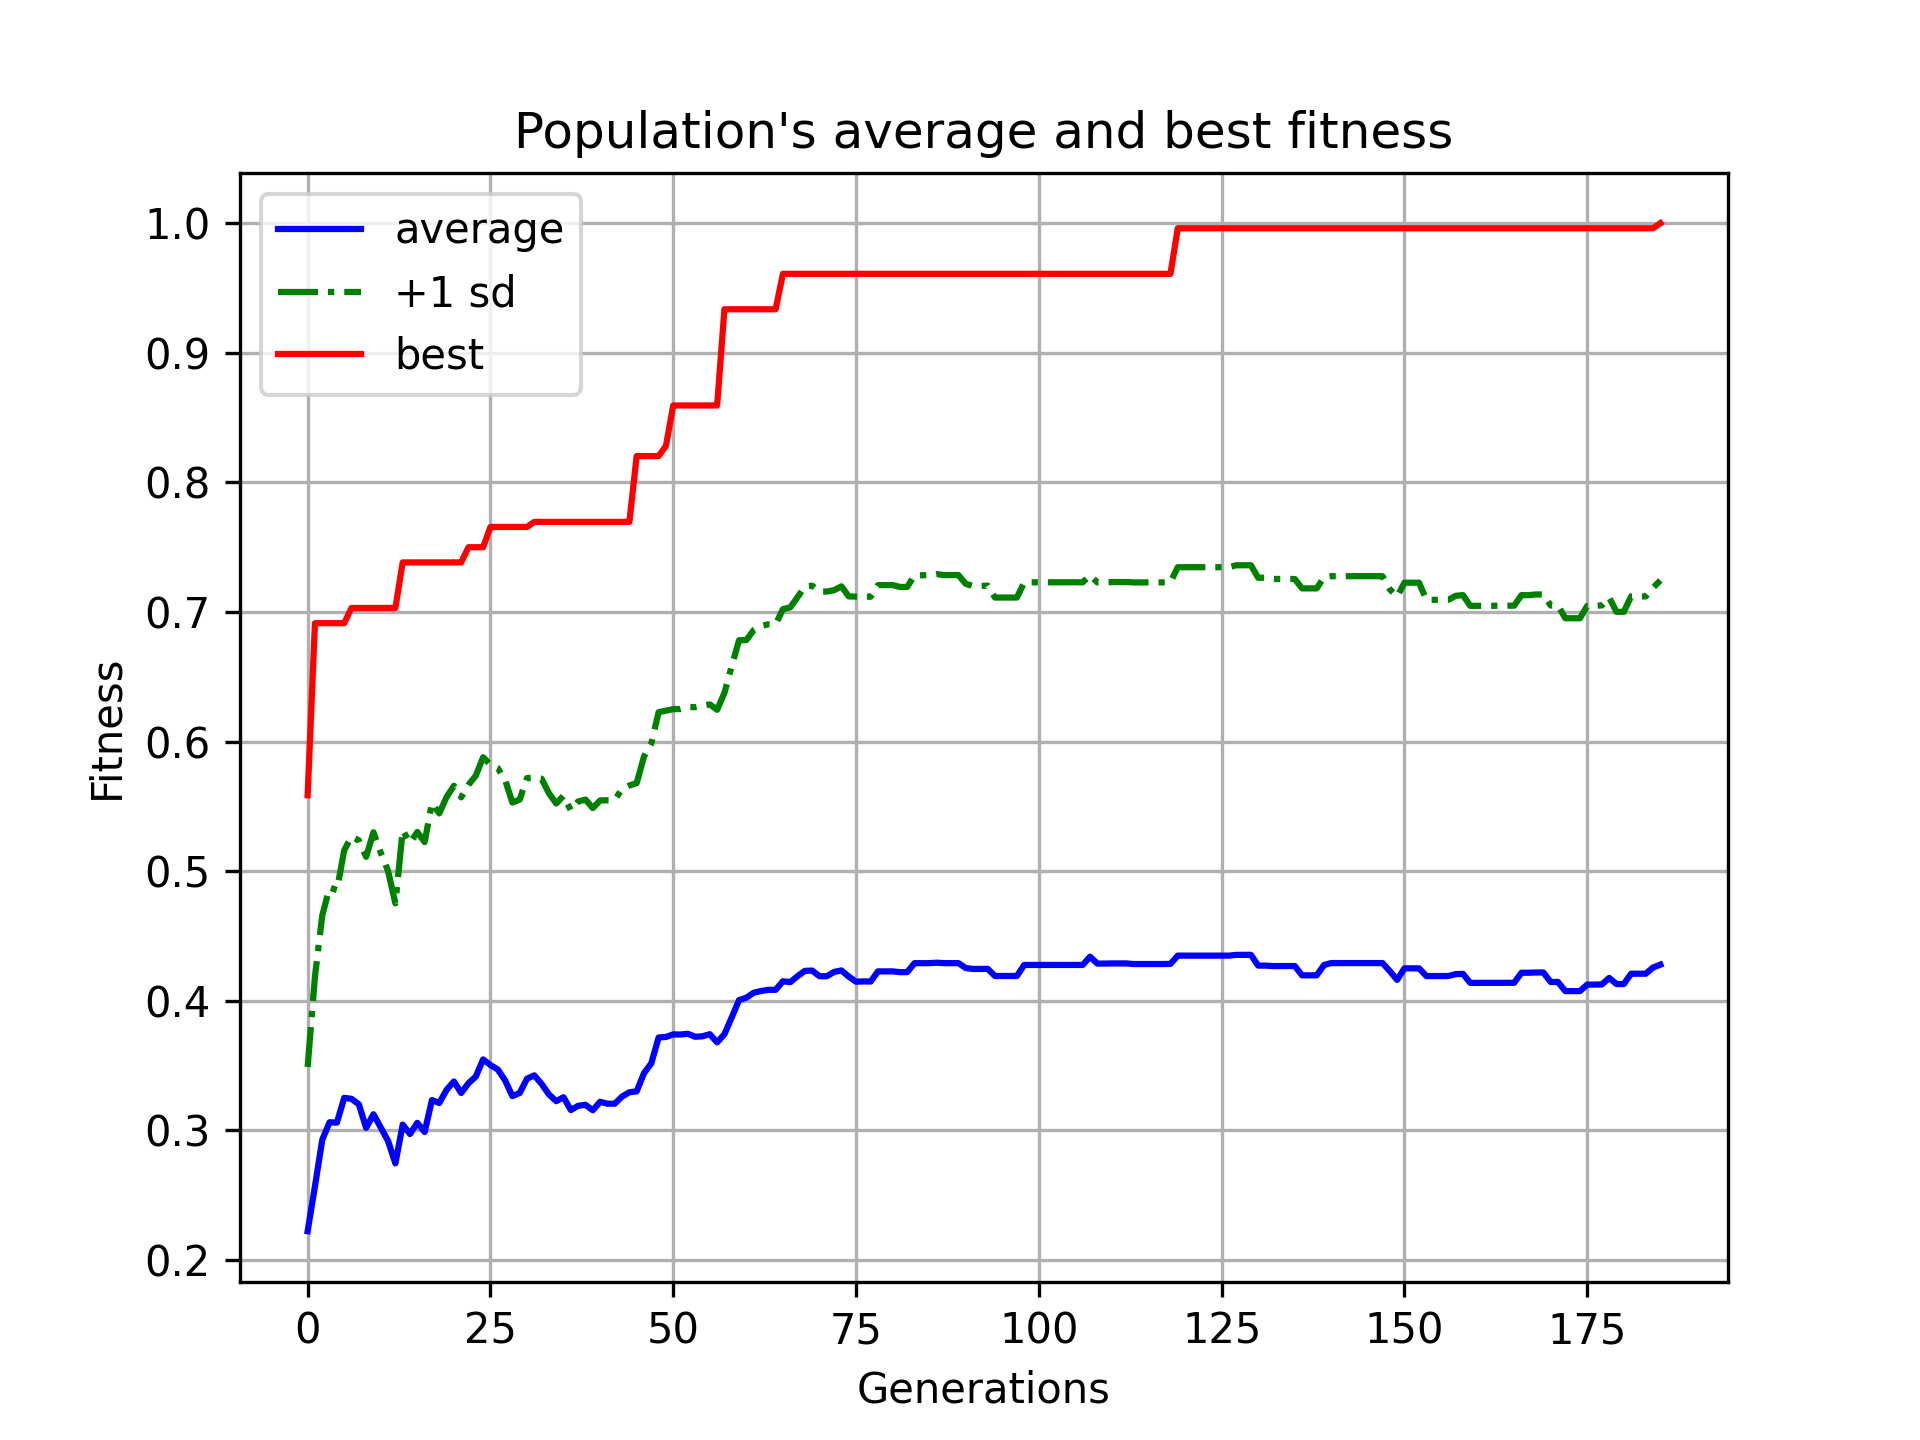 Population's average and best fitness
average
+1 sd
best
1.0
0.9
0.8
0.7
0.6
0.5
0.4
0.3
0.2
Fitness
0 25 50 75 100 125 150 175
Generations